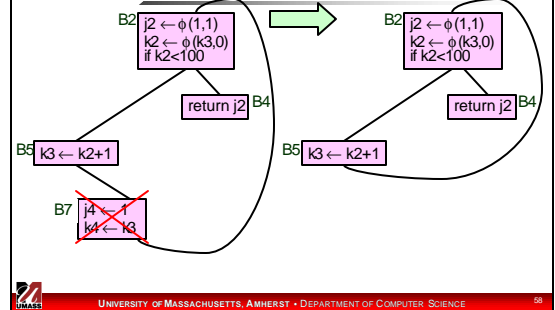 B2
j2 ← ϕ (1,1)
k2 ← ϕ (k3,0)
if k2<100
return j2
B4
B5
k3 ← k2+1
B7
j4 ← 1
k4 ← k3
B2
j2 ← ϕ (1,1)
k2 ← ϕ (k3,0)
if k2<100
return j2
B4
B5
k3 ← k2+1
UMASS
UNIVERSITY OF MASSACHUSETTS, AMHERST • DEPARTMENT OF COMPUTER SCIENCE
58